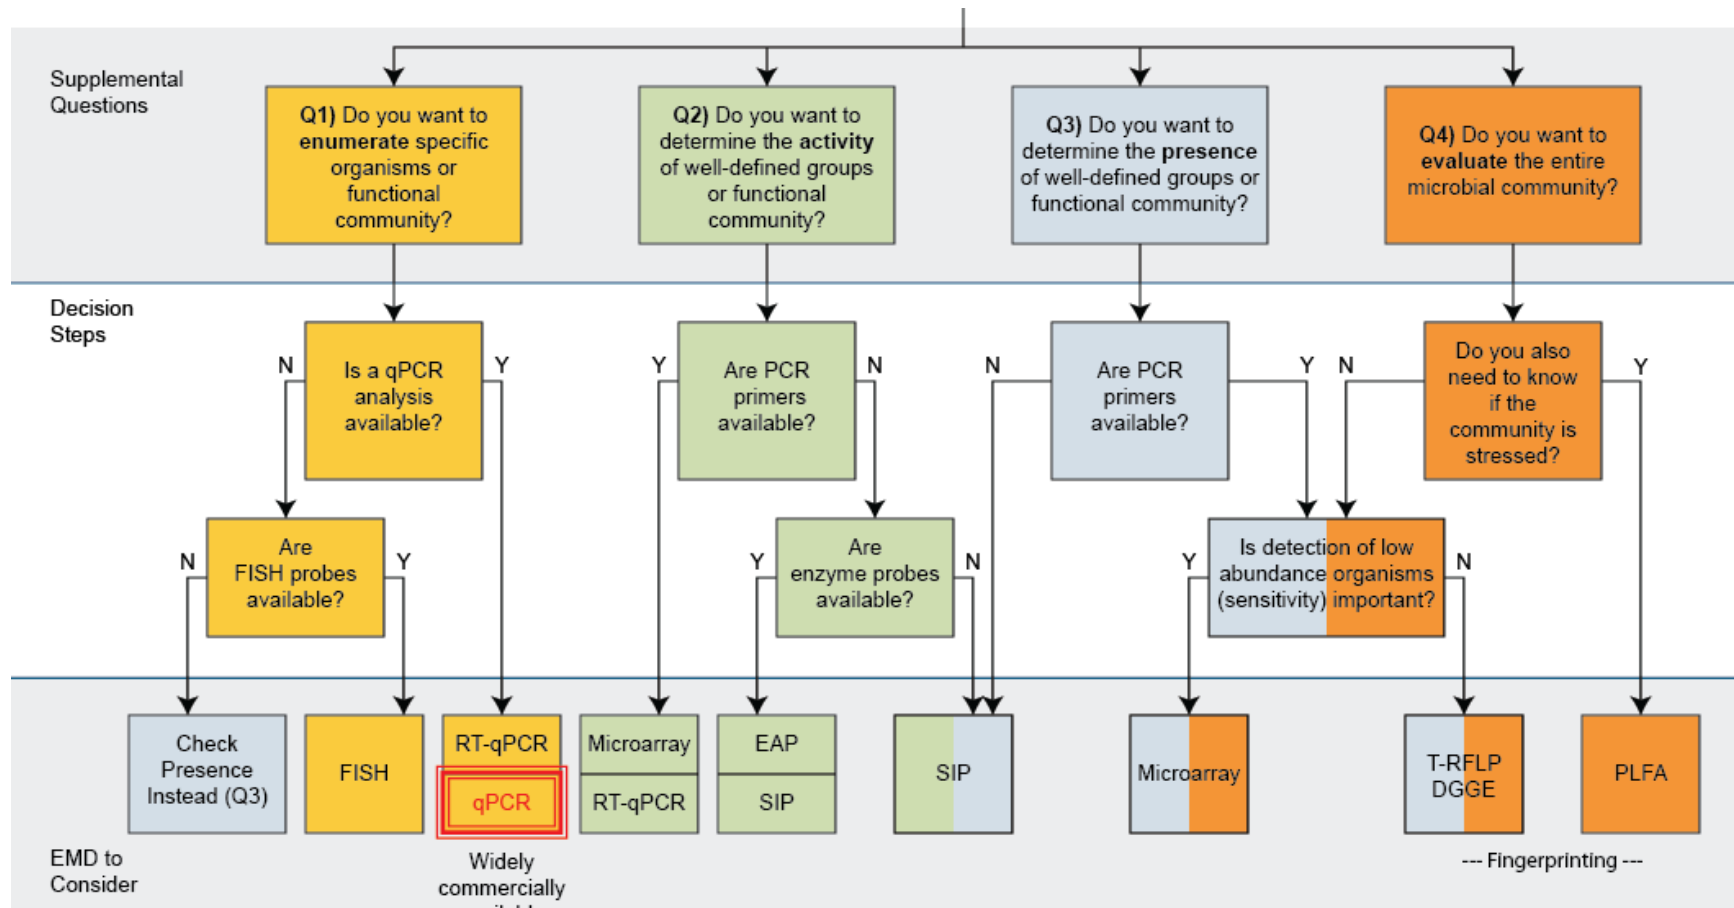 Supplemental
Questions
Q1) Do you want to
enumerate specific
organisms or
functional
community?
Q2) Do you want to
determine the activity
of well-defined groups
or functional
community?
Q3) Do you want to
determine the presence
of well-defined groups or
functional community?
Q4) Do you want to
evaluate the entire
microbial community?
Decision
Steps
N
Is a qPCR
analysis
available?
Y
Y
Are PCR
primers
available?
N
N
Are PCR
primers
available?
Y
N
Do you also
need to know
if the
community is
stressed?
Y
N
Are
FISH probes
available?
Y
Y
Are
enzyme probes
available?
N
Y
Is detection of low
abundance organisms
(sensitivity) important?
N
Check
Presence
Instead (Q3)
FISH
RT-qPCR
qPCR
Microarray
RT-qPCR
EAP
SIP
SIP
Microarray
T-RFLP
DGGE
PLFA
EMD to
Consider
Widely
commercially
--- Fingerprinting ---